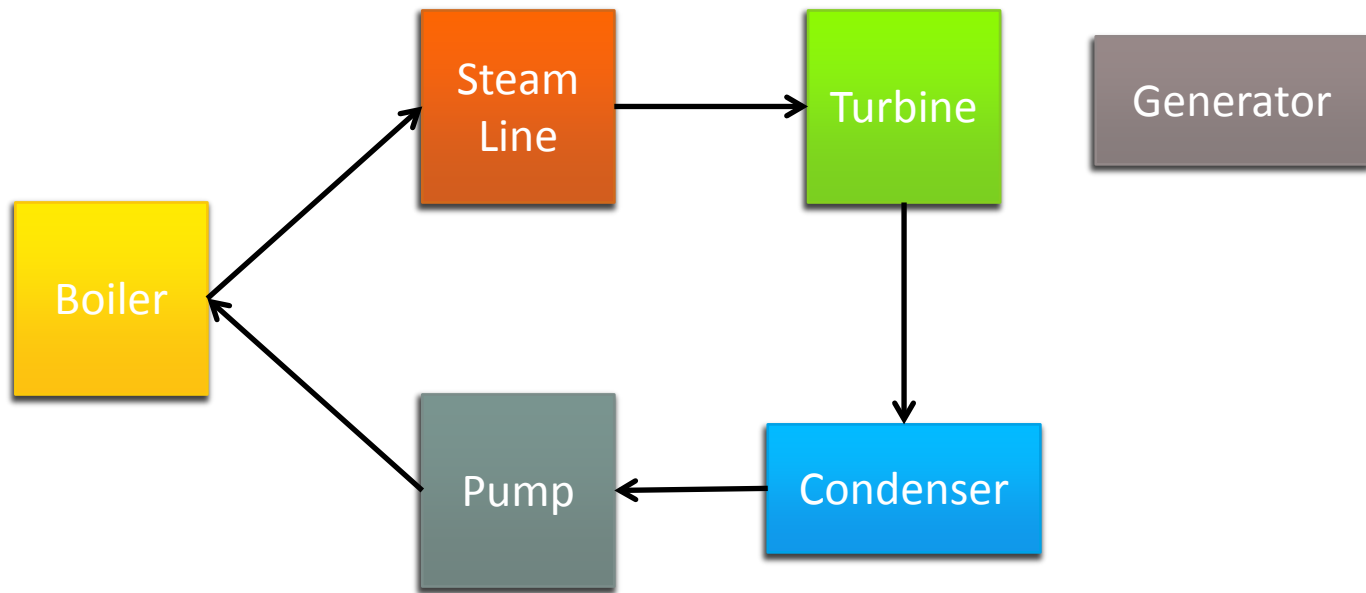 Steam
Line
Turbine
Generator
Boiler
Pump
Condenser